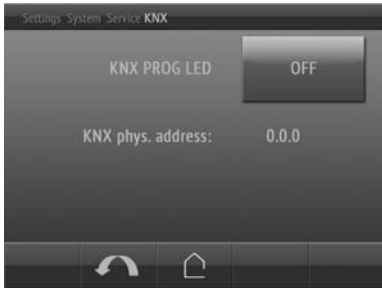 Settings System Service KNX
KNX PROG LED OFF
KNX phys. address: 0.0.0